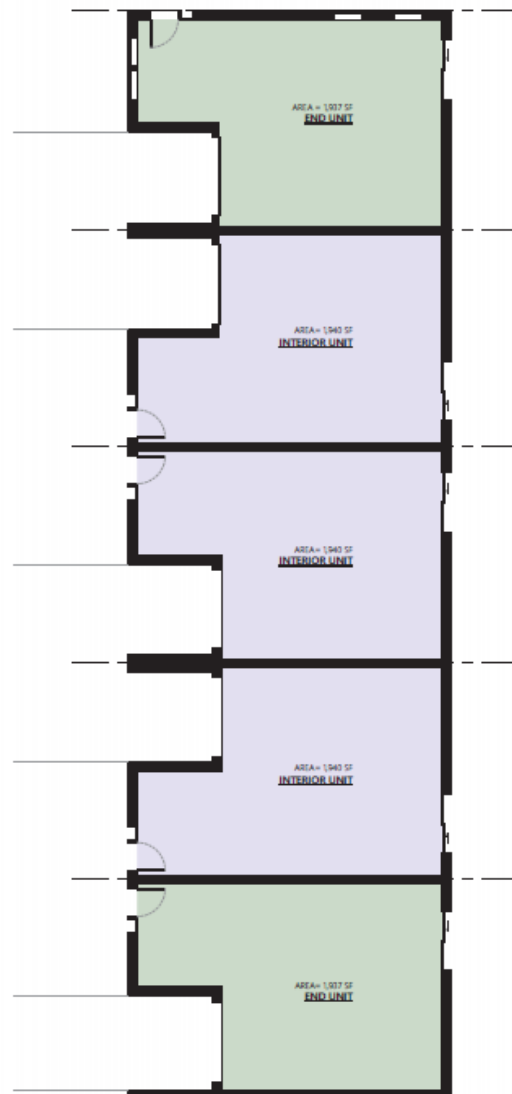 AREA = 1,937 SF
END UNIT
AREA = 1,940 SF
INTERIOR UNIT
AREA = 1,940 SF
INTERIOR UNIT
AREA = 1,940 SF
INTERIOR UNIT
AREA = 1,937 SF
END UNIT